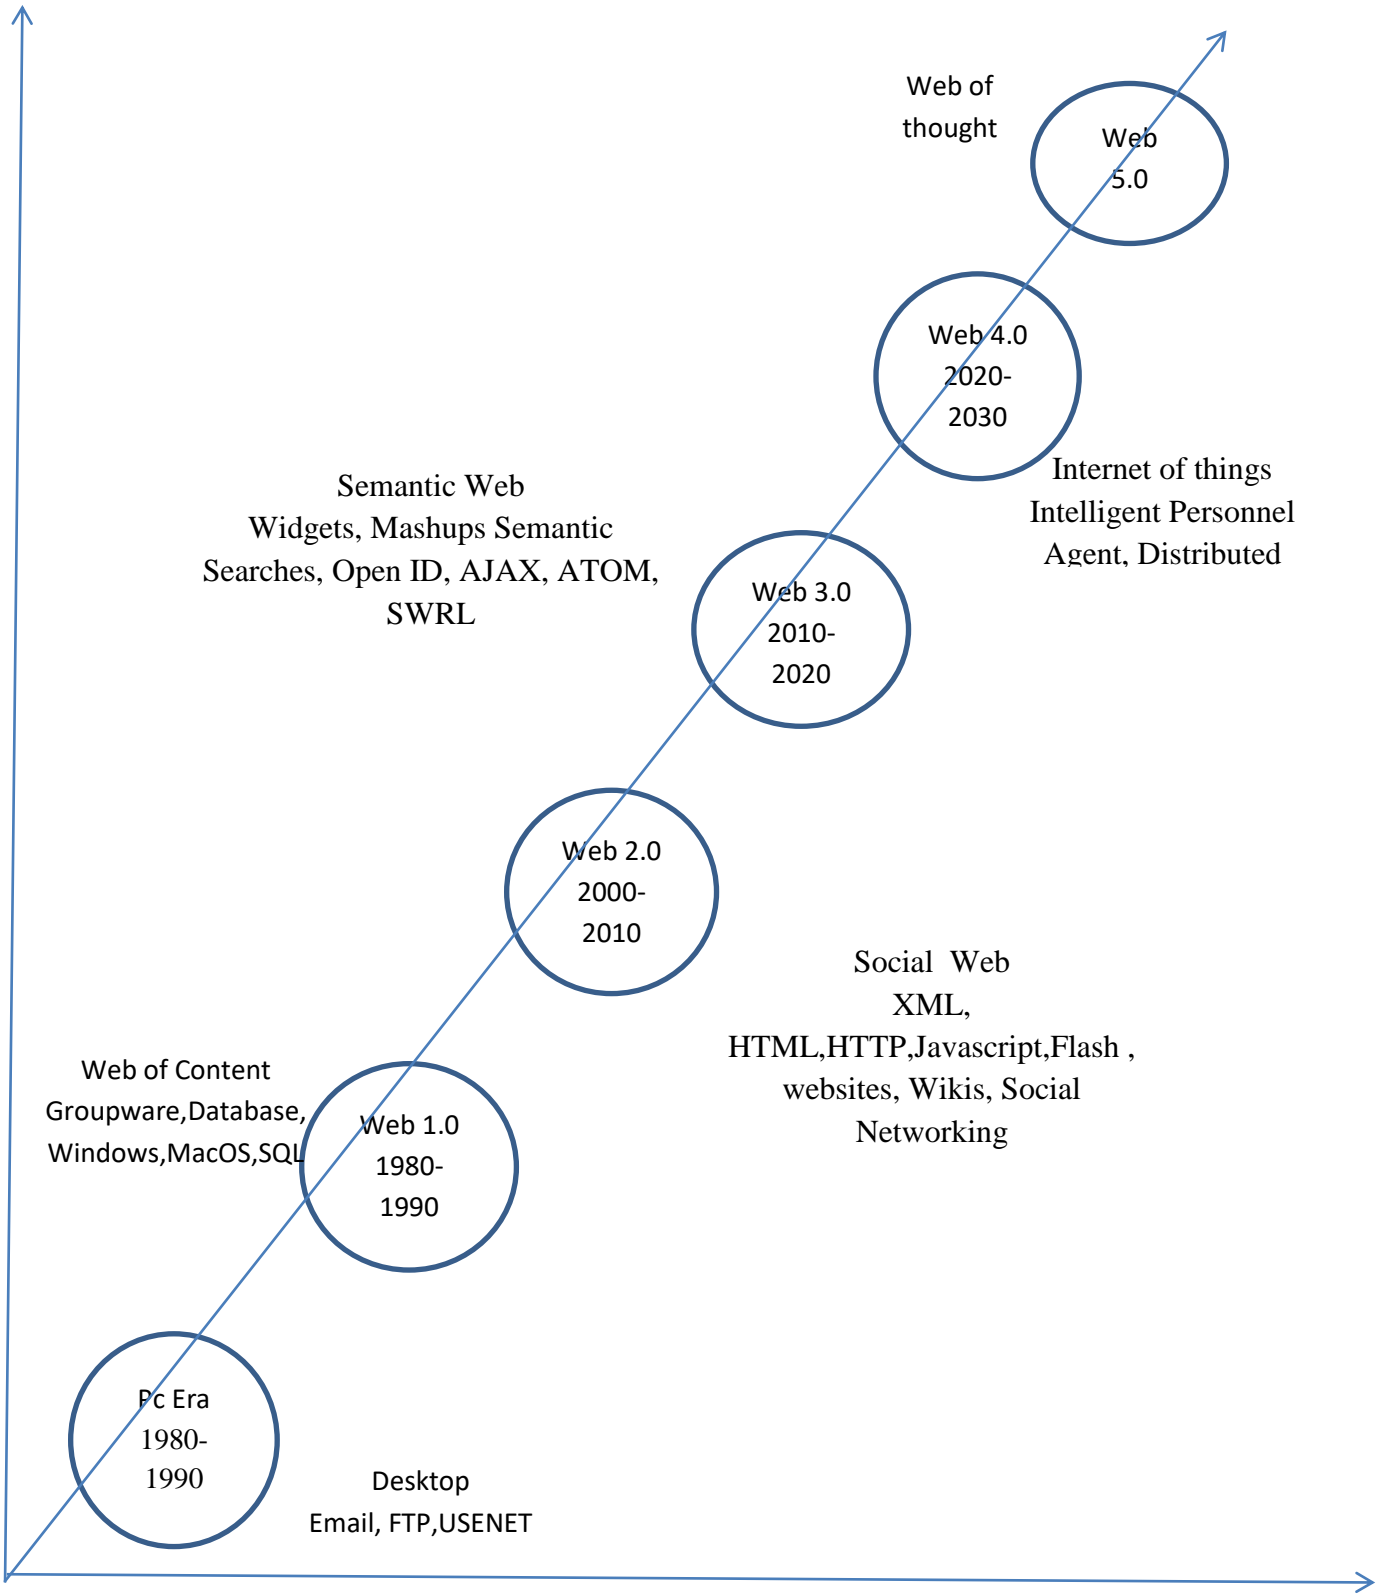 Web of
thought
Web
5.0
Web 4.0
2020-
2030
Internet of things
Intelligent Personnel
Agent, Distributed
Semantic Web
Widgets, Mashups Semantic
Searches, Open ID, AJAX, ATOM,
SWRL
Web 3.0
2010-
2020
Web 2.0
2000-
2010
Social  Web
XML,
HTML,HTTP,Javascript,Flash ,
websites, Wikis, Social
Networking
Web of Content
Groupware,Database,
Windows,MacOS,SQL
Web 1.0
1980-
1990
Pc Era
1980-
1990
Desktop
Email, FTP,USENET